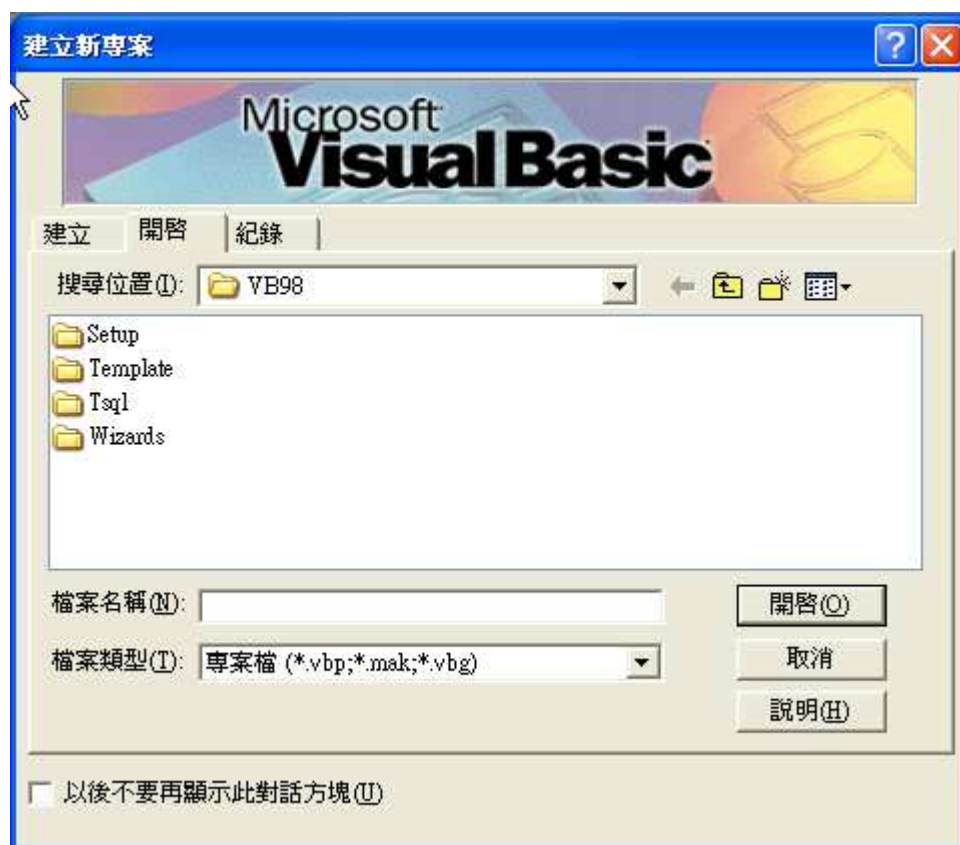 建立新專案
Microsoft
Visual Basic
建立 開啓 紀錄
搜尋位置(I): VB98
Setup
Template
Tsql
Wizards
檔案名稱(N): 開啓(O)
檔案類型(T): 專案檔 (*.vbp;*.mak;*.vbg) 取消
說明(H)
以後不要再顯示此對話方塊(U)